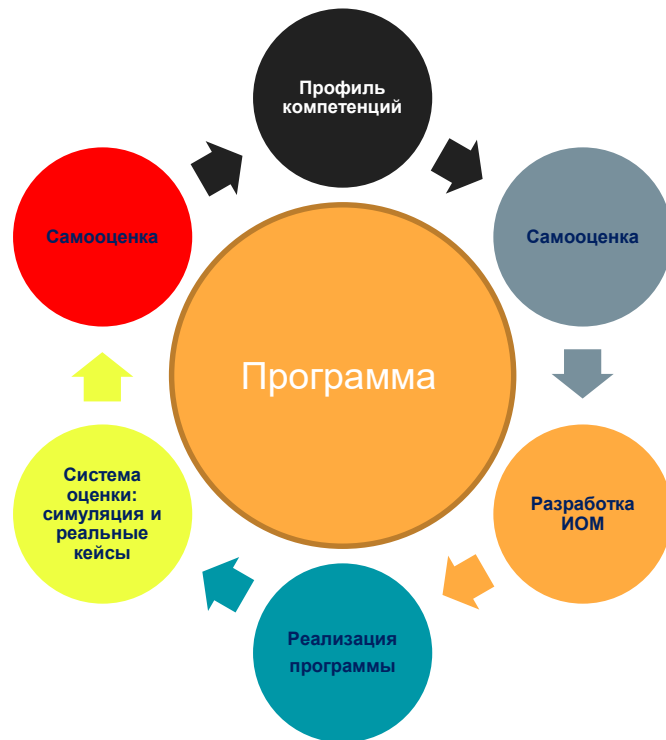 Профиль
компетенций
Самооценка
Самооценка
Программа
Система
оценки:
симуляция и
реальные
кейсы
Разработка
ИОМ
Реализация
программы